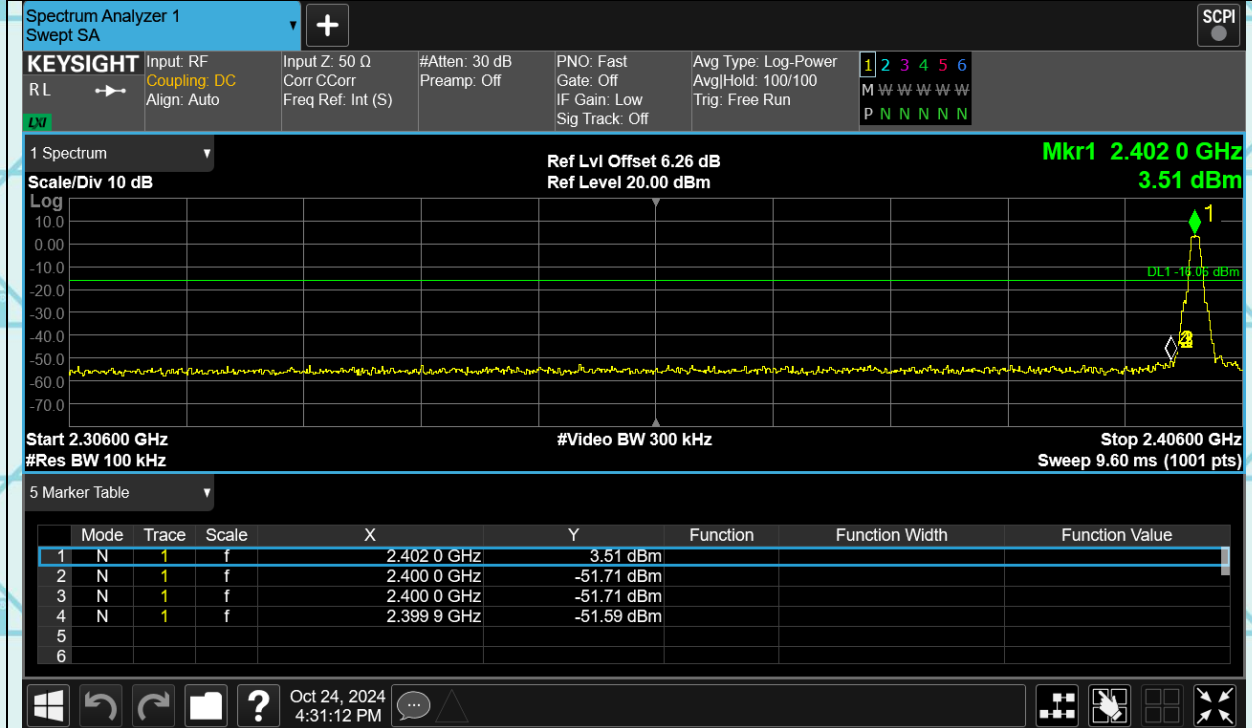 Spectrum Analyzer 1
Swept SA
+
SCPI
KEYSIGHT
RL
LXI
Input: RF
Coupling: DC
Align: Auto
Input Z: 50 Ω
Corr CCorr
Freq Ref: Int (S)
#Atten: 30 dB
Preamp: Off
PNO: Fast
Gate: Off
IF Gain: Low
Sig Track: Off
Avg Type: Log-Power
Avg|Hold: 100/100
Trig: Free Run
1 2 3 4 5 6
M W W W W W
P N N N N N
1 Spectrum
Scale/Div 10 dB
Log
Ref Lvl Offset 6.26 dB
Ref Level 20.00 dBm
Mkr1 2.402 0 GHz
3.51 dBm
10.0
0.00
-10.0
-20.0
-30.0
-40.0
-50.0
-60.0
-70.0
1
DL1 -16.06 dBm
Start 2.30600 GHz
#Res BW 100 kHz
#Video BW 300 kHz
Stop 2.40600 GHz
Sweep 9.60 ms (1001 pts)
5 Marker Table
Mode Trace Scale X Y Function Function Width Function Value
1 N 1 f 2.402 0 GHz 3.51 dBm
2 N 1 f 2.400 0 GHz -51.71 dBm
3 N 1 f 2.400 0 GHz -51.71 dBm
4 N 1 f 2.399 9 GHz -51.59 dBm
5
6
?
Oct 24, 2024
4:31:12 PM